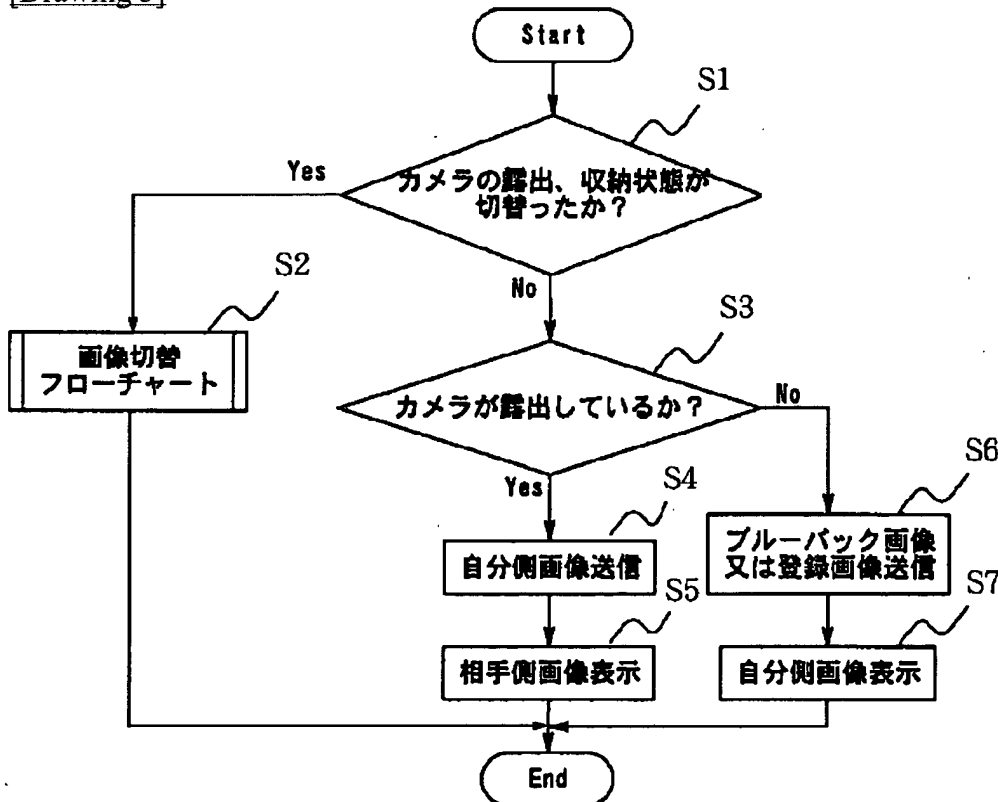 Start
S1
Yes
カメラの露出、収納状態が
切替ったか？
No
S2
画像切替
フローチャート
S3
カメラが露出しているか？
No
Yes
S4
自分側画像送信
S6
ブルーバック画像
又は登録画像送信
S5
相手側画像表示
S7
自分側画像表示
End